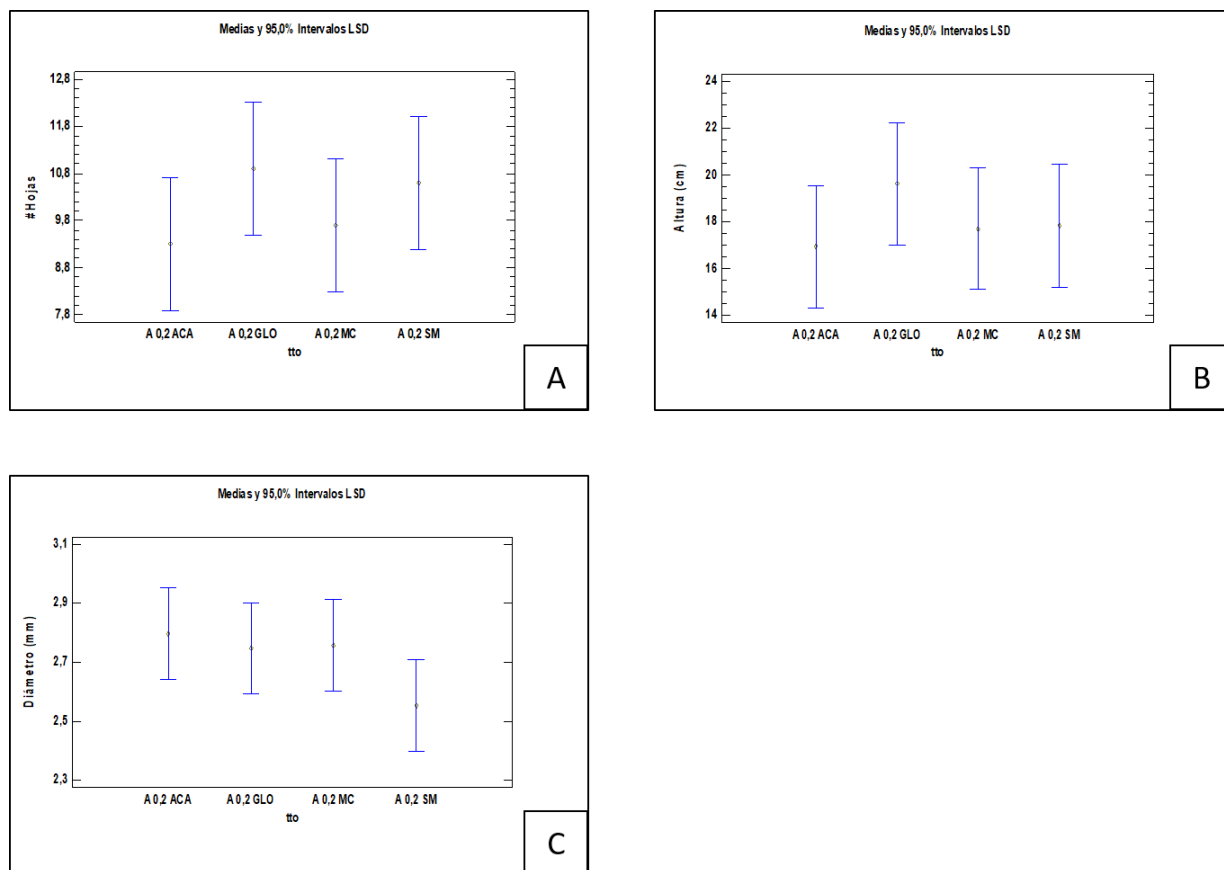 Medias y 95,0% Intervalos LSD
#Hojas
12,8
11,8
10,8
9,8
8,8
7,8
A 0,2 ACA A 0,2 GLO A 0,2 MC A 0,2 SM
tto
A
Medias y 95,0% Intervalos LSD
Altura (cm)
24
22
20
18
16
14
A 0,2 ACA A 0,2 GLO A 0,2 MC A 0,2 SM
tto
B
Medias y 95,0% Intervalos LSD
Diámetro (mm)
3,1
2,9
2,7
2,5
2,3
A 0,2 ACA A 0,2 GLO A 0,2 MC A 0,2 SM
tto
C